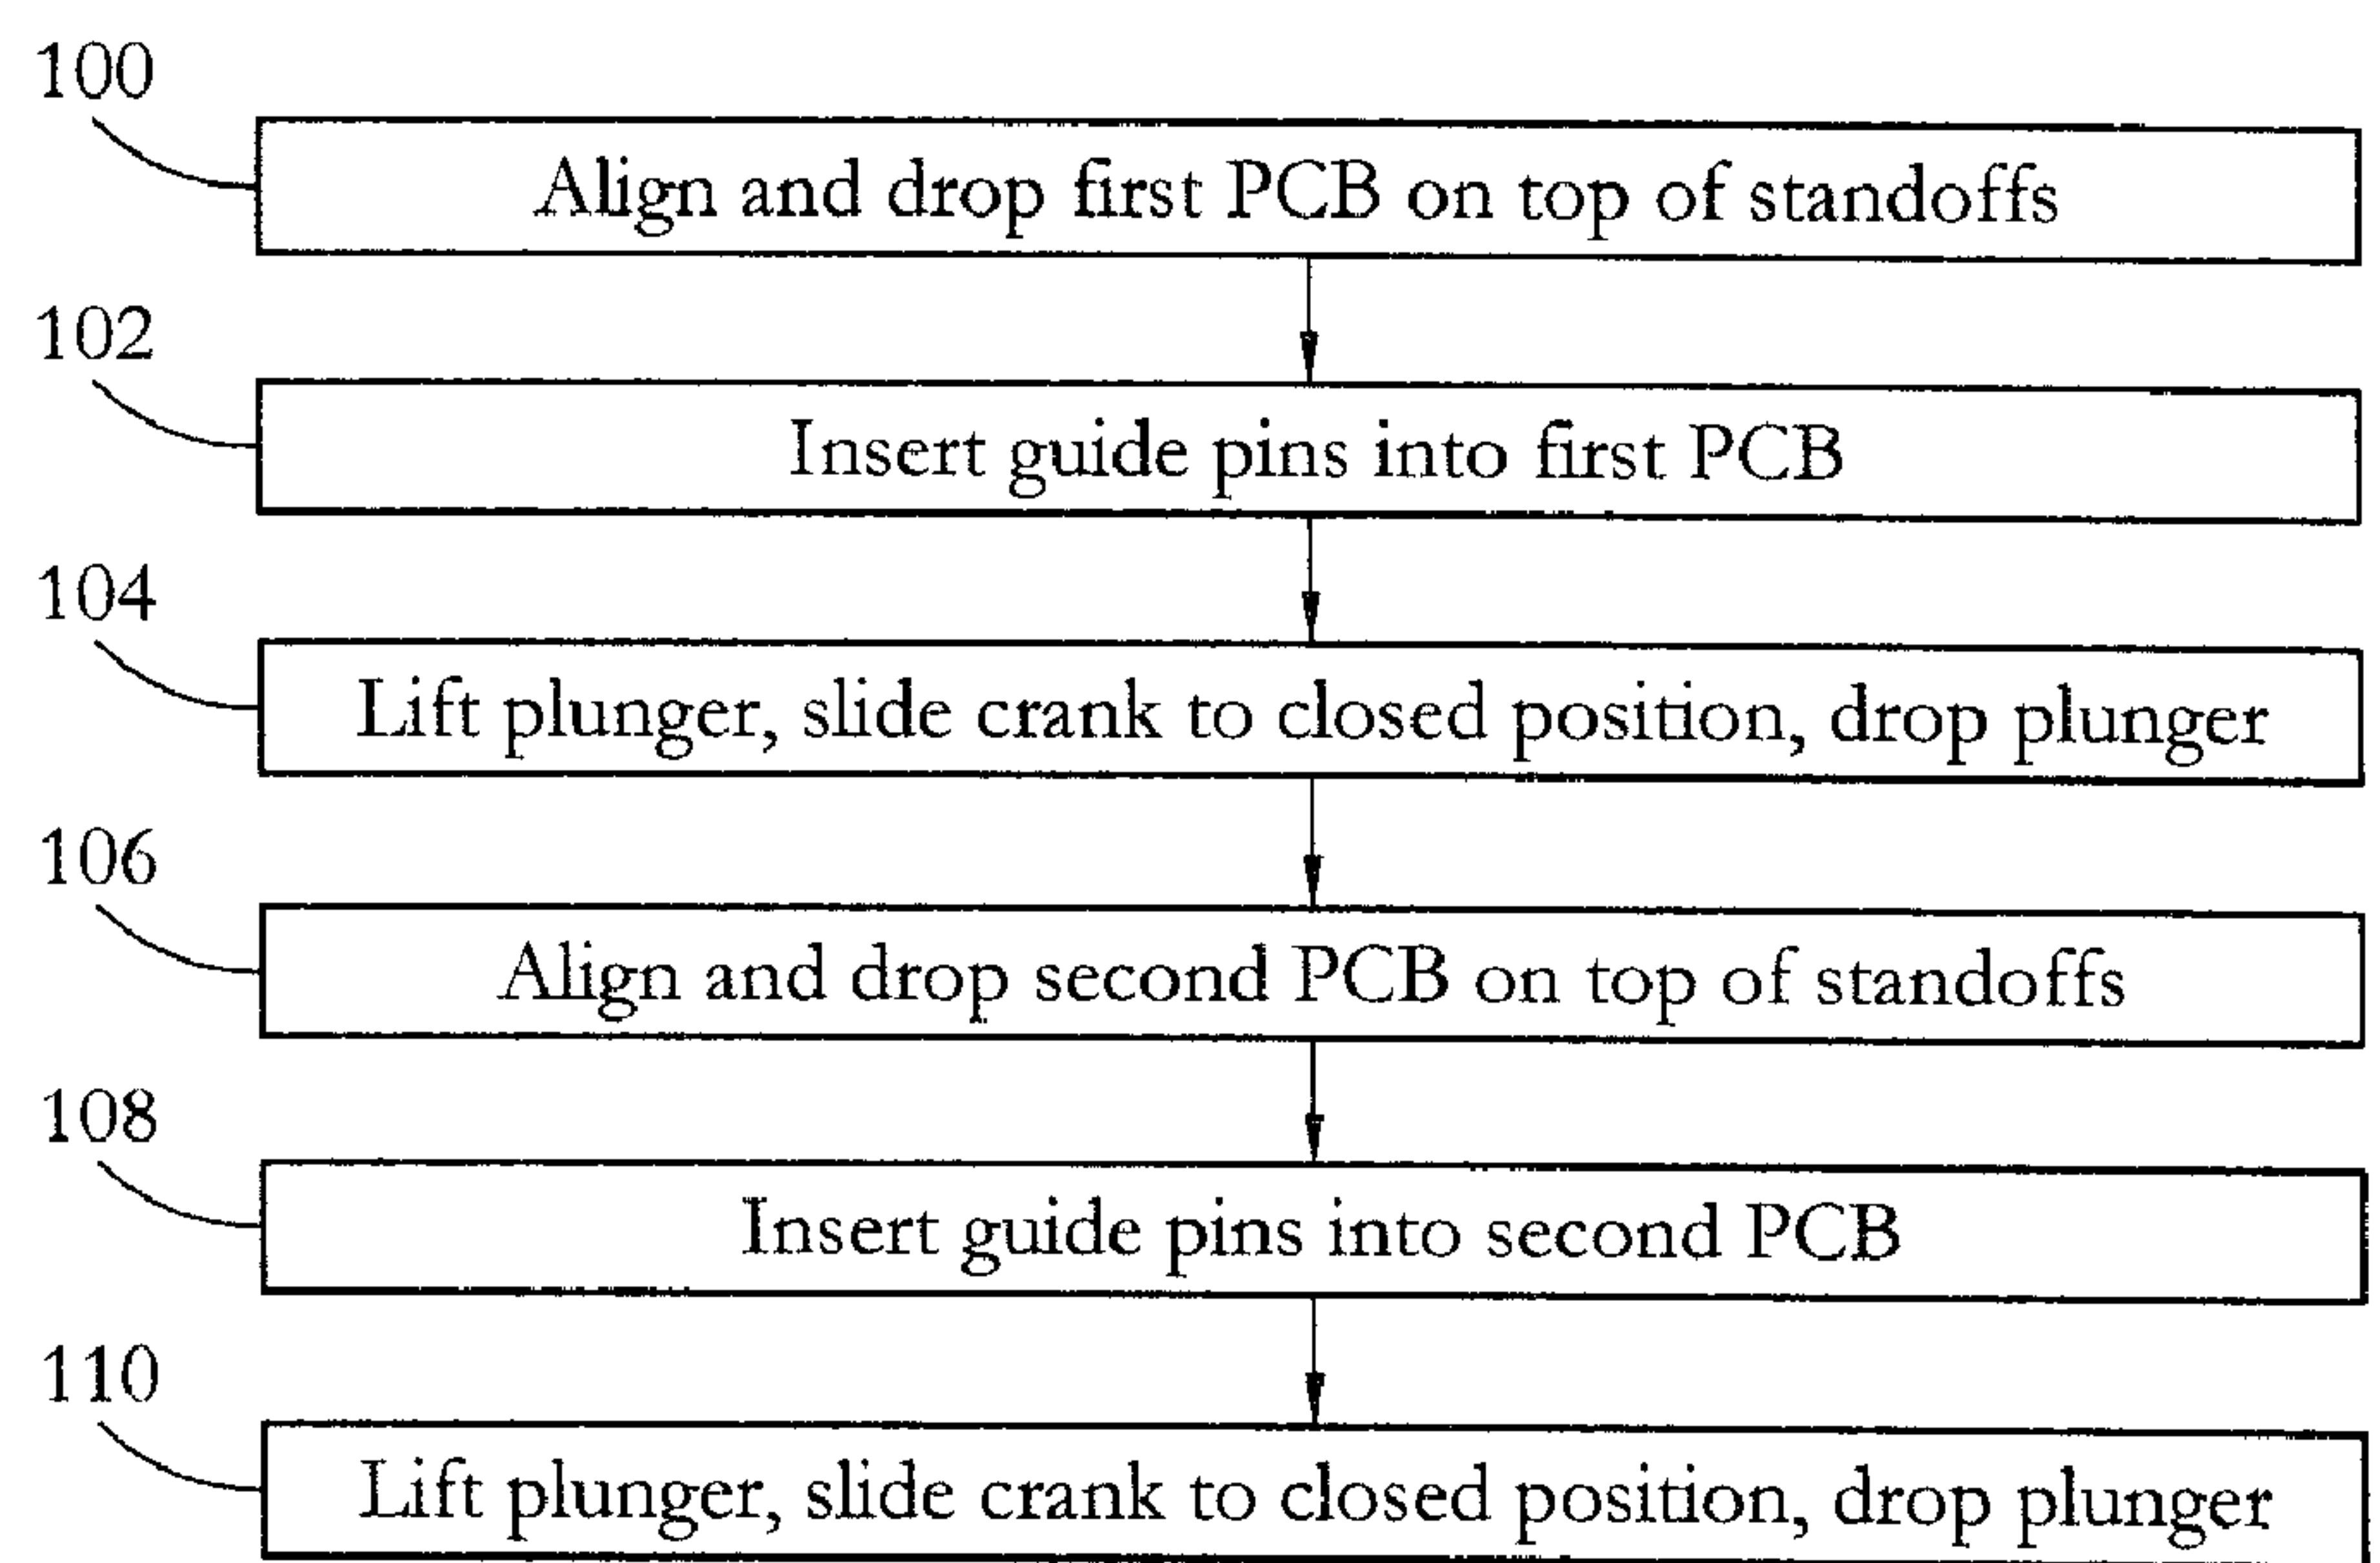 100
Align and drop first PCB on top of standoffs
102
Insert guide pins into first PCB
104
Lift plunger, slide crank to closed position, drop plunger
106
Align and drop second PCB on top of standoffs
108
Insert guide pins into second PCB
110
Lift plunger, slide crank to closed position, drop plunger